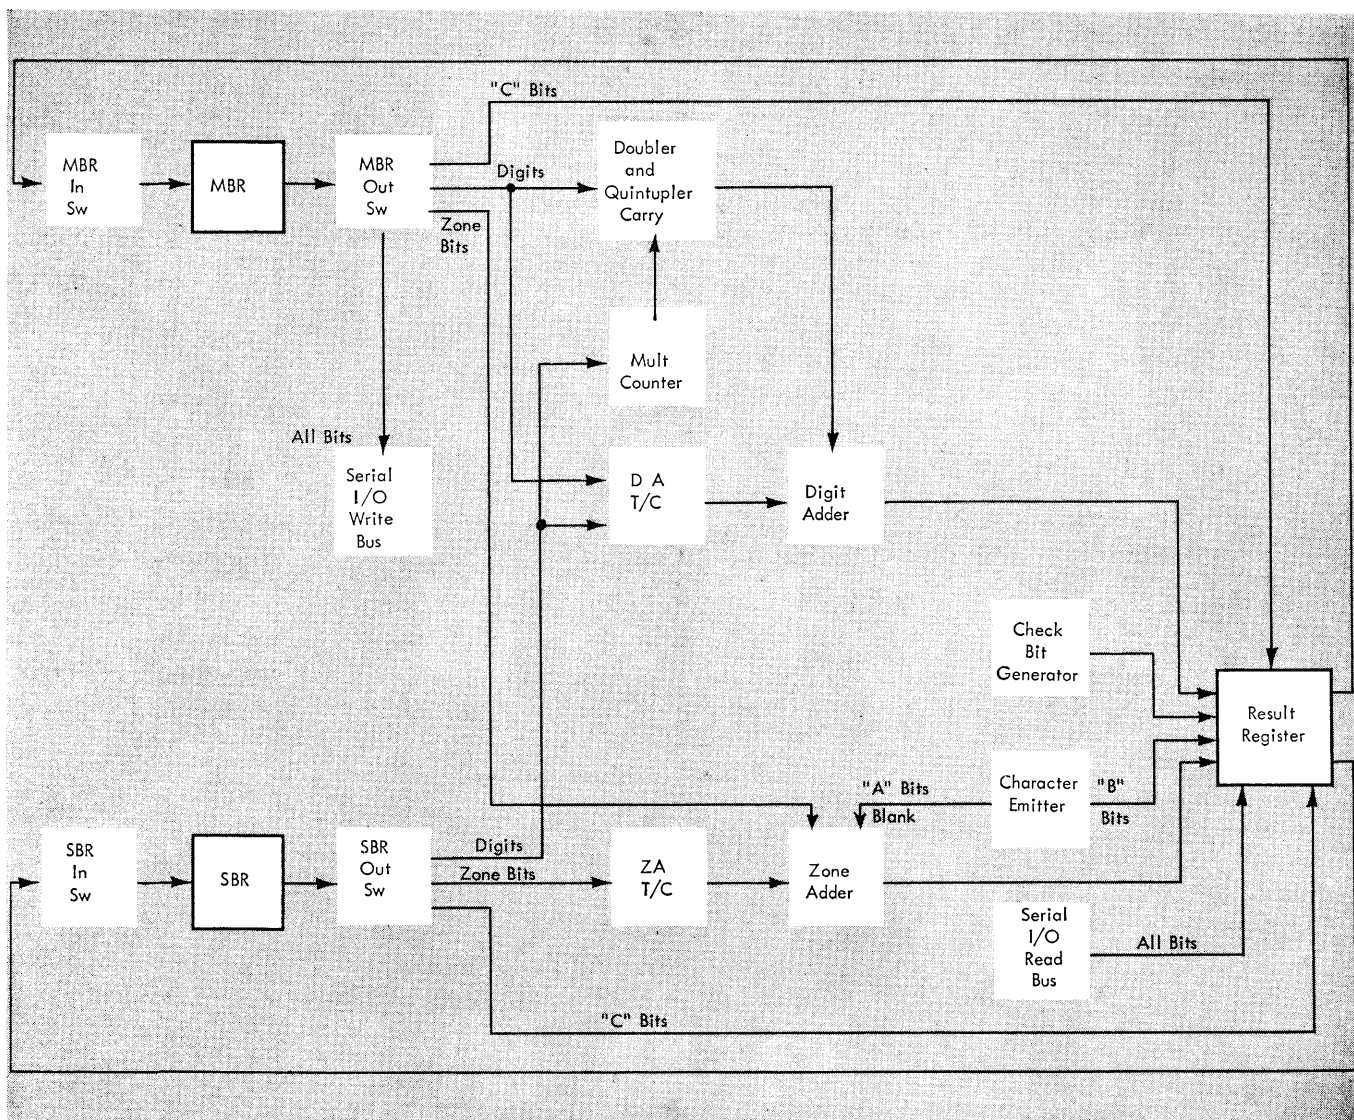 "C" Bits
MBR
In
Sw
MBR
MBR
Out
Sw
Digits
Zone
Bits
Doubler
and
Quintupler
Carry
Mult
Counter
All Bits
Serial
I/O
Write
Bus
D A
T/C
Digit
Adder
Check
Bit
Generator
Result
Register
Character
Emitter
"A" Bits
Blank
"B"
Bits
SBR
In
Sw
SBR
SBR
Out
Sw
Digits
Zone Bits
ZA
T/C
Zone
Adder
Serial
I/O
Read
Bus
All Bits
"C" Bits